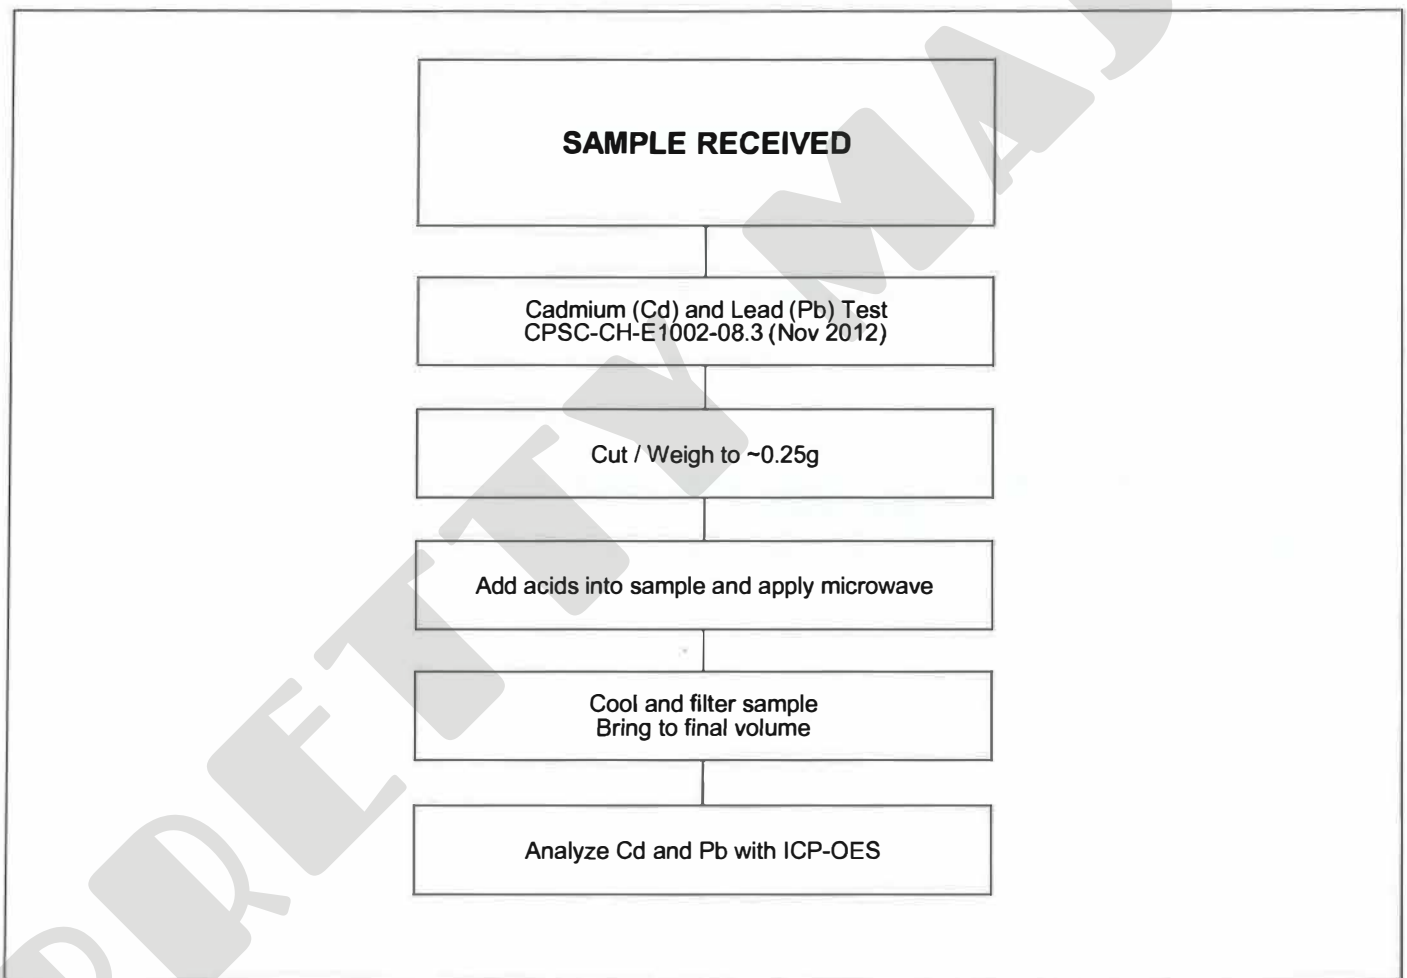 SAMPLE RECEIVED
Cadmium (Cd) and Lead (Pb) Test
CPSC-CH-E1002-08.3 (Nov 2012)
Cut / Weigh to ~0.25g
Add acids into sample and apply microwave
Cool and filter sample
Bring to final volume
Analyze Cd and Pb with ICP-OES
PRETTY MA